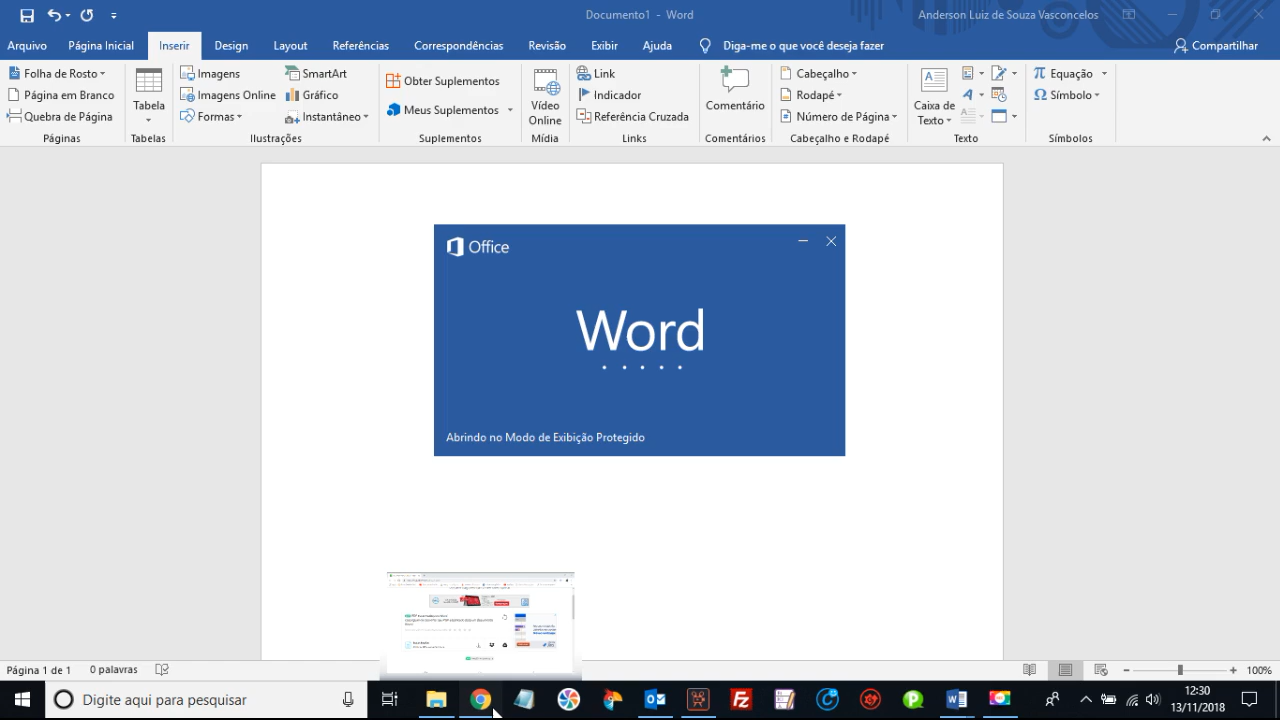 Documento1 - Word
Anderson Luiz de Souza Vasconcelos
Arquivo
Página Inicial
Inserir
Design
Layout
Referências
Correspondências
Revisão
Exibir
Ajuda
Diga-me o que você deseja fazer
Compartilhar
Folha de Rosto
Página em Branco
Quebra de Página
Páginas
Tabela
Tabelas
Imagens
Imagens Online
Formas
SmartArt
Gráfico
Instantâneo
Ilustrações
Obter Suplementos
Meus Suplementos
Suplementos
Vídeo
Online
Mídia
Link
Indicador
Referência Cruzada
Links
Comentário
Comentários
Cabeçalho
Rodapé
Número de Página
Cabeçalho e Rodapé
Caixa de
Texto
Texto
Equação
Símbolo
Símbolos
Office
Word
Abrindo no Modo de Exibição Protegido
Página 1 de 1
0 palavras
100%
Digite aqui para pesquisar
12:30
13/11/2018